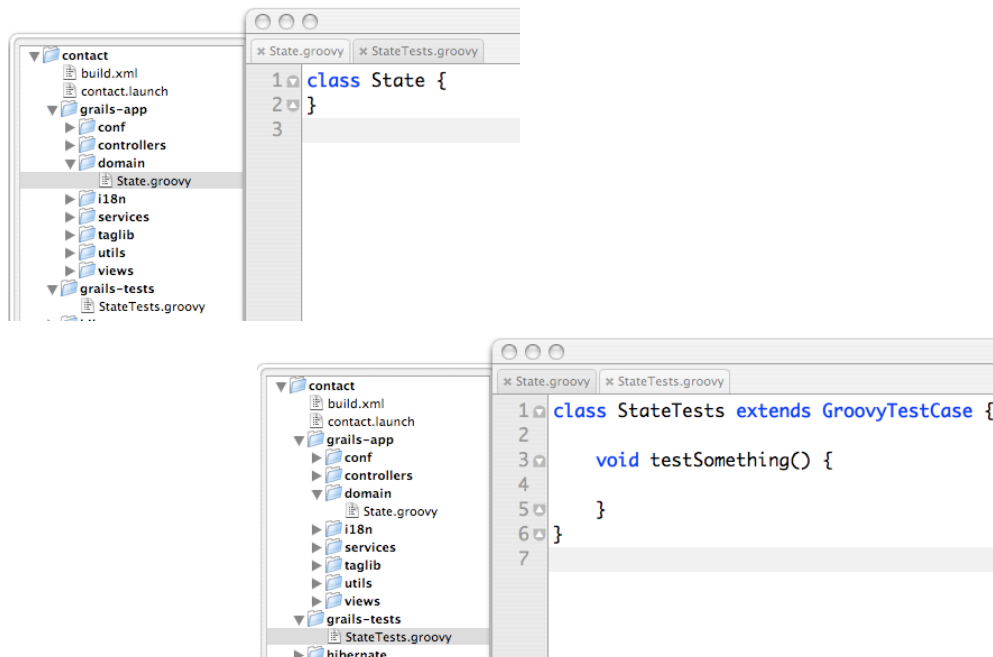 contact
build.xml
contact.launch
grails-app
conf
controllers
domain
State.groovy
i18n
services
taglib
utils
views
grails-tests
StateTests.groovy
State.groovy
StateTests.groovy
1 class State {
2 }
3
contact
build.xml
contact.launch
grails-app
conf
controllers
domain
State.groovy
i18n
services
taglib
utils
views
grails-tests
StateTests.groovy
hibernate
State.groovy
StateTests.groovy
1 class StateTests extends GroovyTestCase {
2
3 void testSomething() {
4
5 }
6 }
7